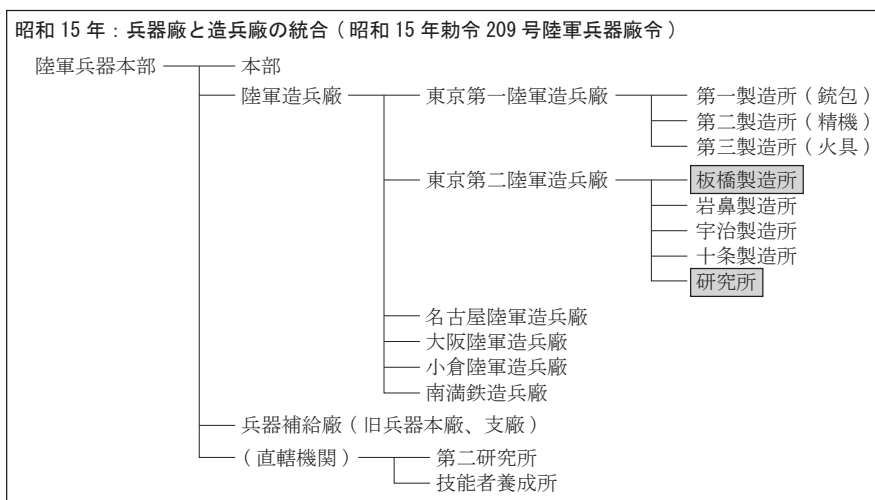 昭和 15 年：兵器廠と造兵廠の統合（昭和 15 年勅令 209 号陸軍兵器廠令）
陸軍兵器本部 本部
陸軍造兵廠 東京第一陸軍造兵廠 第一製造所（銃包）
第二製造所（精機）
第三製造所（火具）
東京第二陸軍造兵廠 板橋製造所
岩鼻製造所
宇治製造所
十条製造所
研究所
名古屋陸軍造兵廠
大阪陸軍造兵廠
小倉陸軍造兵廠
南満鉄造兵廠
兵器補給廠（旧兵器本廠、支廠）
（直轄機関） 第二研究所
技能者養成所